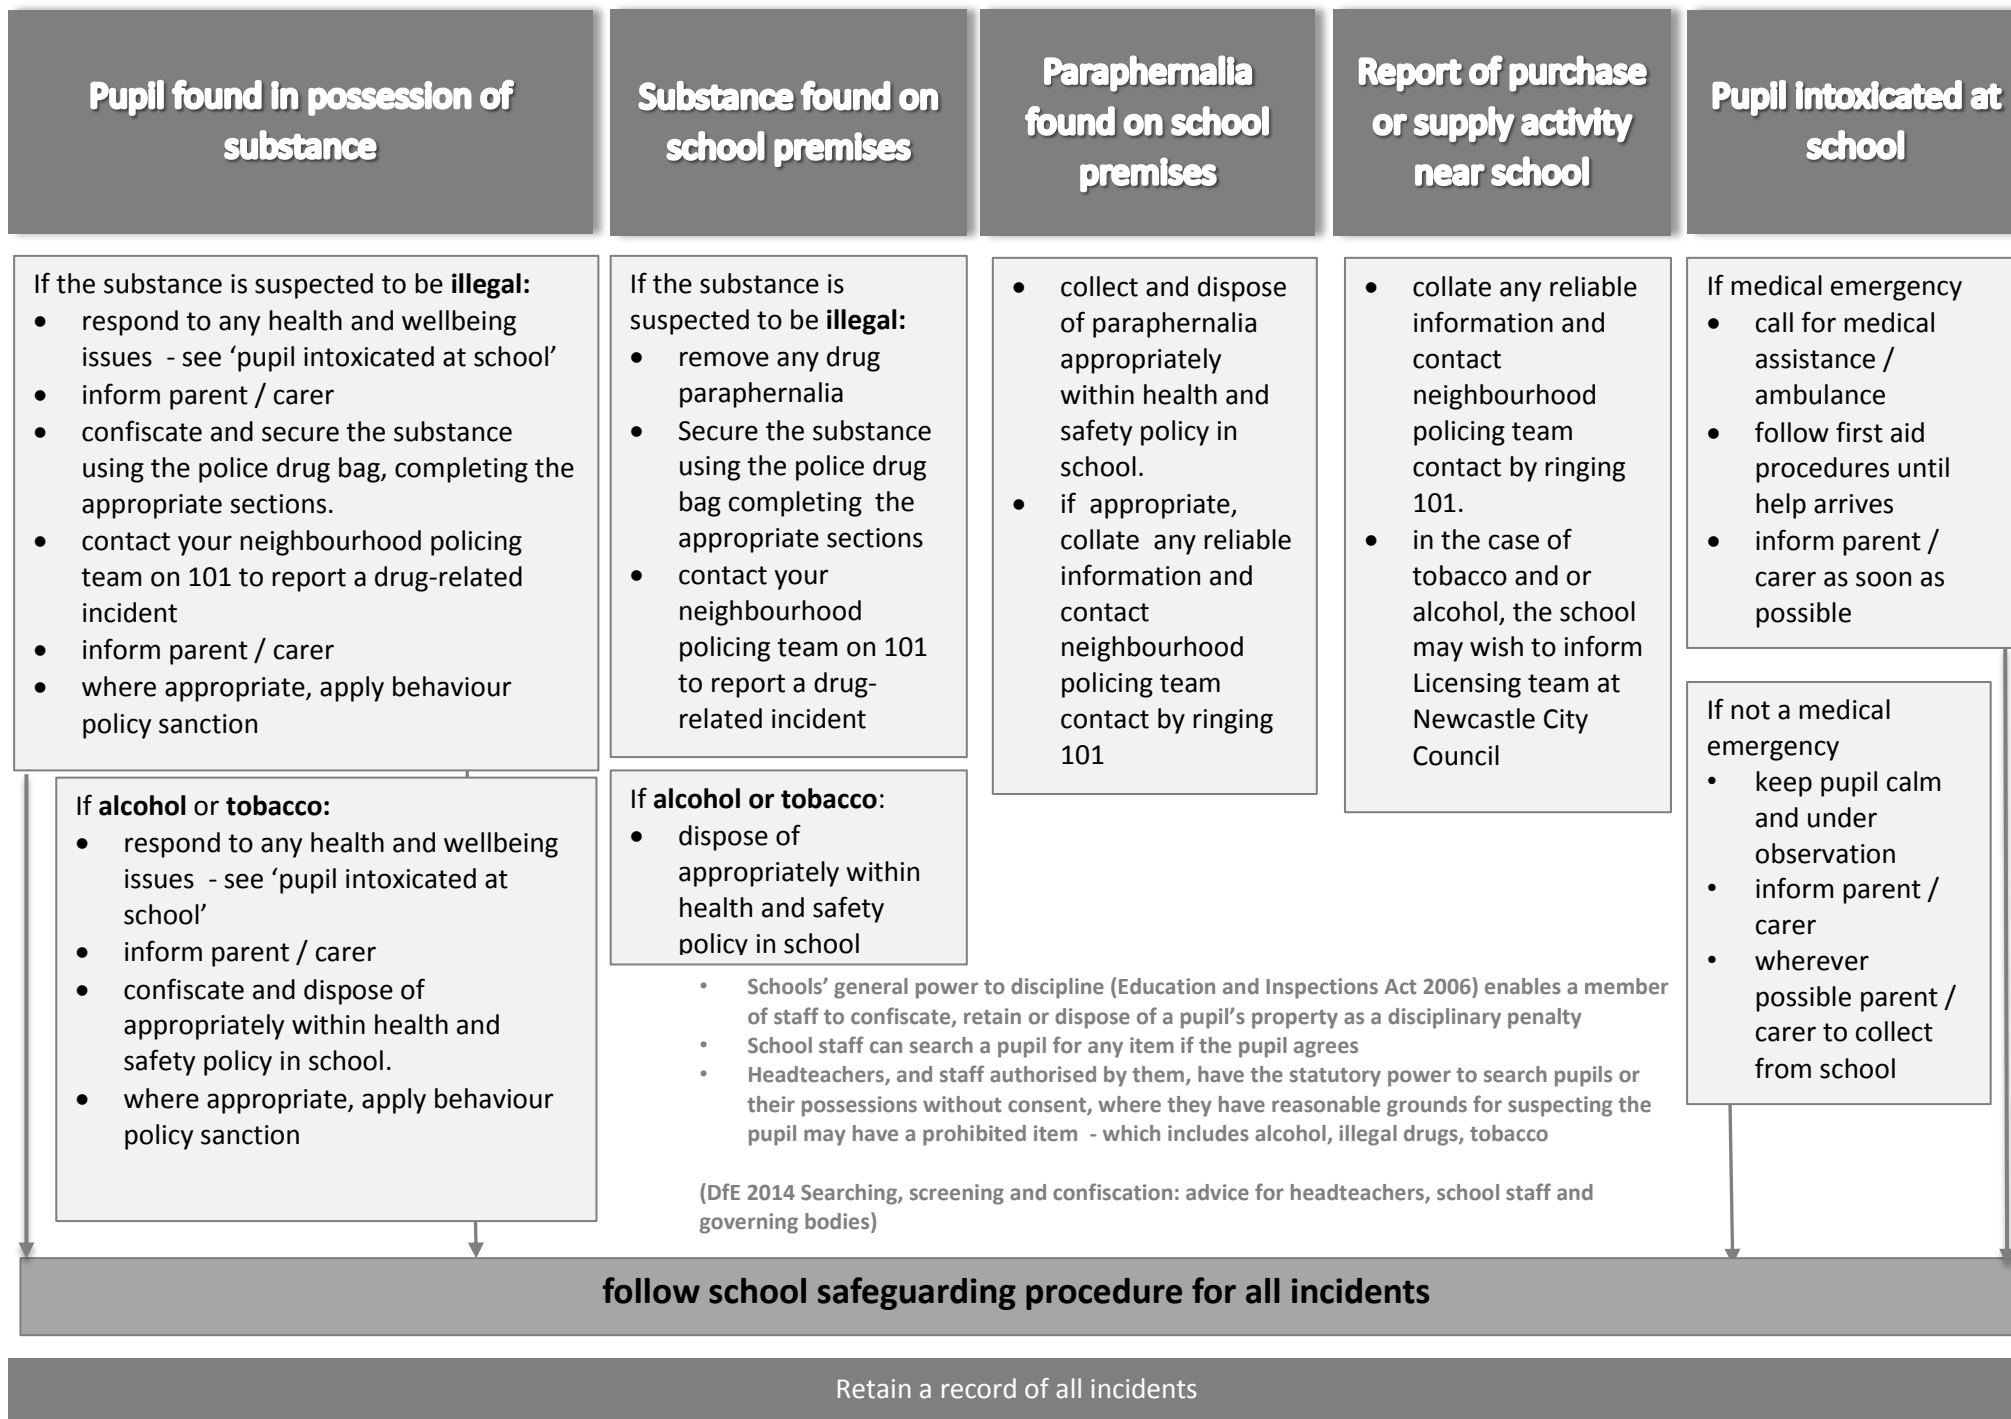 Pupil found in possession of
substance
Substance found on
school premises
Paraphernalia
found on school
premises
Report of purchase
or supply activity
near school
Pupil intoxicated at
school
If the substance is suspected to be illegal:
• respond to any health and wellbeing
issues - see ‘pupil intoxicated at school’
• inform parent / carer
• confiscate and secure the substance
using the police drug bag, completing the
appropriate sections.
• contact your neighbourhood policing
team on 101 to report a drug-related
incident
• inform parent / carer
• where appropriate, apply behaviour
policy sanction
If alcohol or tobacco:
• respond to any health and wellbeing
issues - see ‘pupil intoxicated at
school’
• inform parent / carer
• confiscate and dispose of
appropriately within health and
safety policy in school.
• where appropriate, apply behaviour
policy sanction
If the substance is
suspected to be illegal:
• remove any drug
paraphernalia
• Secure the substance
using the police drug
bag completing the
appropriate sections
• contact your
neighbourhood
policing team on 101
to report a drug-
related incident
If alcohol or tobacco:
• dispose of
appropriately within
health and safety
policy in school
• collect and dispose
of paraphernalia
appropriately
within health and
safety policy in
school.
• if appropriate,
collate any reliable
information and
contact
neighbourhood
policing team
contact by ringing
101
• collate any reliable
information and
contact
neighbourhood
policing team
contact by ringing
101.
• in the case of
tobacco and or
alcohol, the school
may wish to inform
Licensing team at
Newcastle City
Council
If medical emergency
• call for medical
assistance /
ambulance
• follow first aid
procedures until
help arrives
• inform parent /
carer as soon as
possible
If not a medical
emergency
• keep pupil calm
and under
observation
• inform parent /
carer
• wherever
possible parent /
carer to collect
from school
• Schools’ general power to discipline (Education and Inspections Act 2006) enables a member
of staff to confiscate, retain or dispose of a pupil’s property as a disciplinary penalty
• School staff can search a pupil for any item if the pupil agrees
• Headteachers, and staff authorised by them, have the statutory power to search pupils or
their possessions without consent, where they have reasonable grounds for suspecting the
pupil may have a prohibited item - which includes alcohol, illegal drugs, tobacco
(DfE 2014 Searching, screening and confiscation: advice for headteachers, school staff and
governing bodies)
follow school safeguarding procedure for all incidents
Retain a record of all incidents